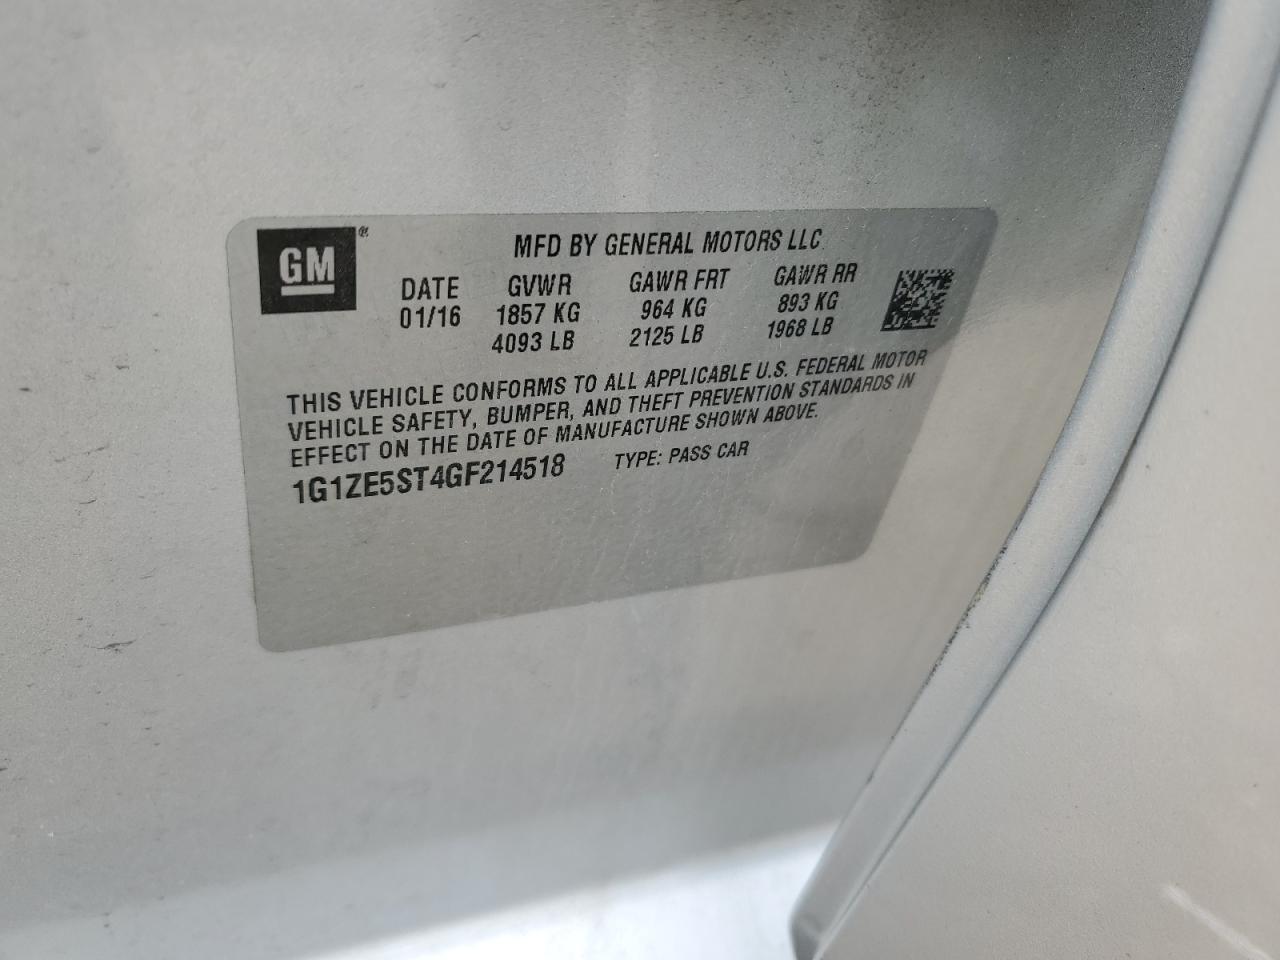 GM®
MFD BY GENERAL MOTORS LLC
DATE GVWR GAWR FRT GAWR RR
01/16 1857 KG 964 KG 893 KG
4093 LB 2125 LB 1968 LB
THIS VEHICLE CONFORMS TO ALL APPLICABLE U.S. FEDERAL MOTOR
VEHICLE SAFETY, BUMPER, AND THEFT PREVENTION STANDARDS IN
EFFECT ON THE DATE OF MANUFACTURE SHOWN ABOVE.
1G1ZE5ST4GF214518 TYPE: PASS CAR